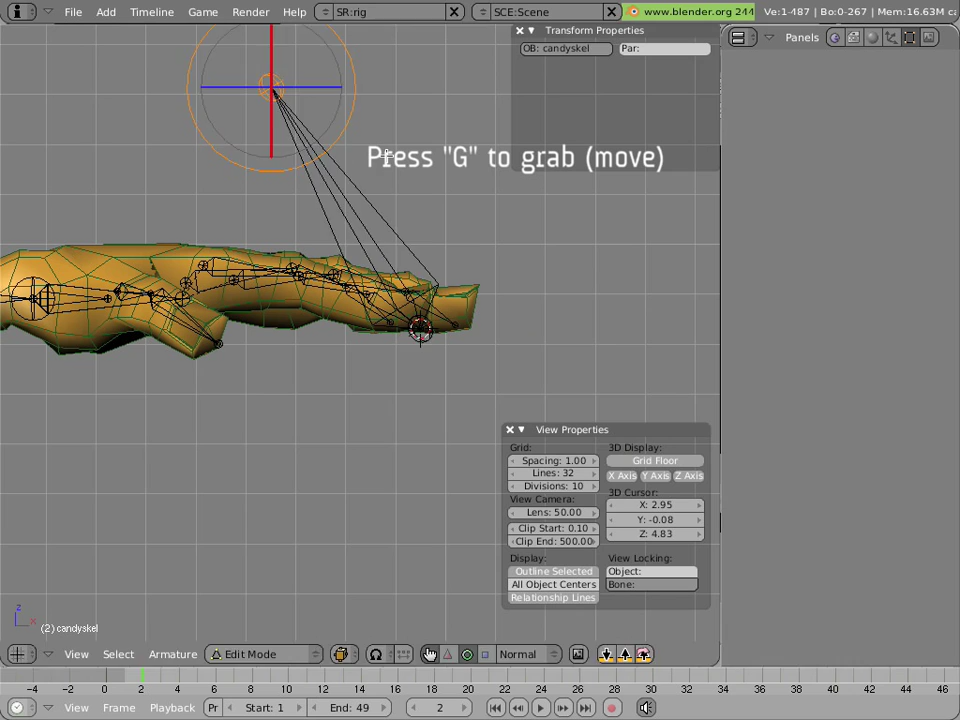 File Add Timeline Game Render Help SR:rig SCE:Scene www.blender.org 244 Ve:1-487 | Bo:0-267 | Mem:16.63M
Transform Properties
Panels
OB: candyskel Par:
Press "G" to grab (move)
View Properties
Grid: 3D Display:
Spacing: 1.00 Grid Floor
Lines: 32 X Axis Y Axis Z Axis
Divisions: 10 3D Cursor:
View Camera: X: 2.95
Lens: 50.00 Y: -0.08
Clip Start: 0.10 Z: 4.83
Clip End: 500.00
Display: View Locking:
Outline Selected Object:
All Object Centers Bone:
Relationship Lines
z
x
(2) candyskel
View Select Armature Edit Mode Normal
-4 -2 0 2 4 6 8 10 12 14 16 18 20 22 24 26 28 30 32 34 36 38 40 42 44 46
View Frame Playback Pr Start: 1 End: 49 2